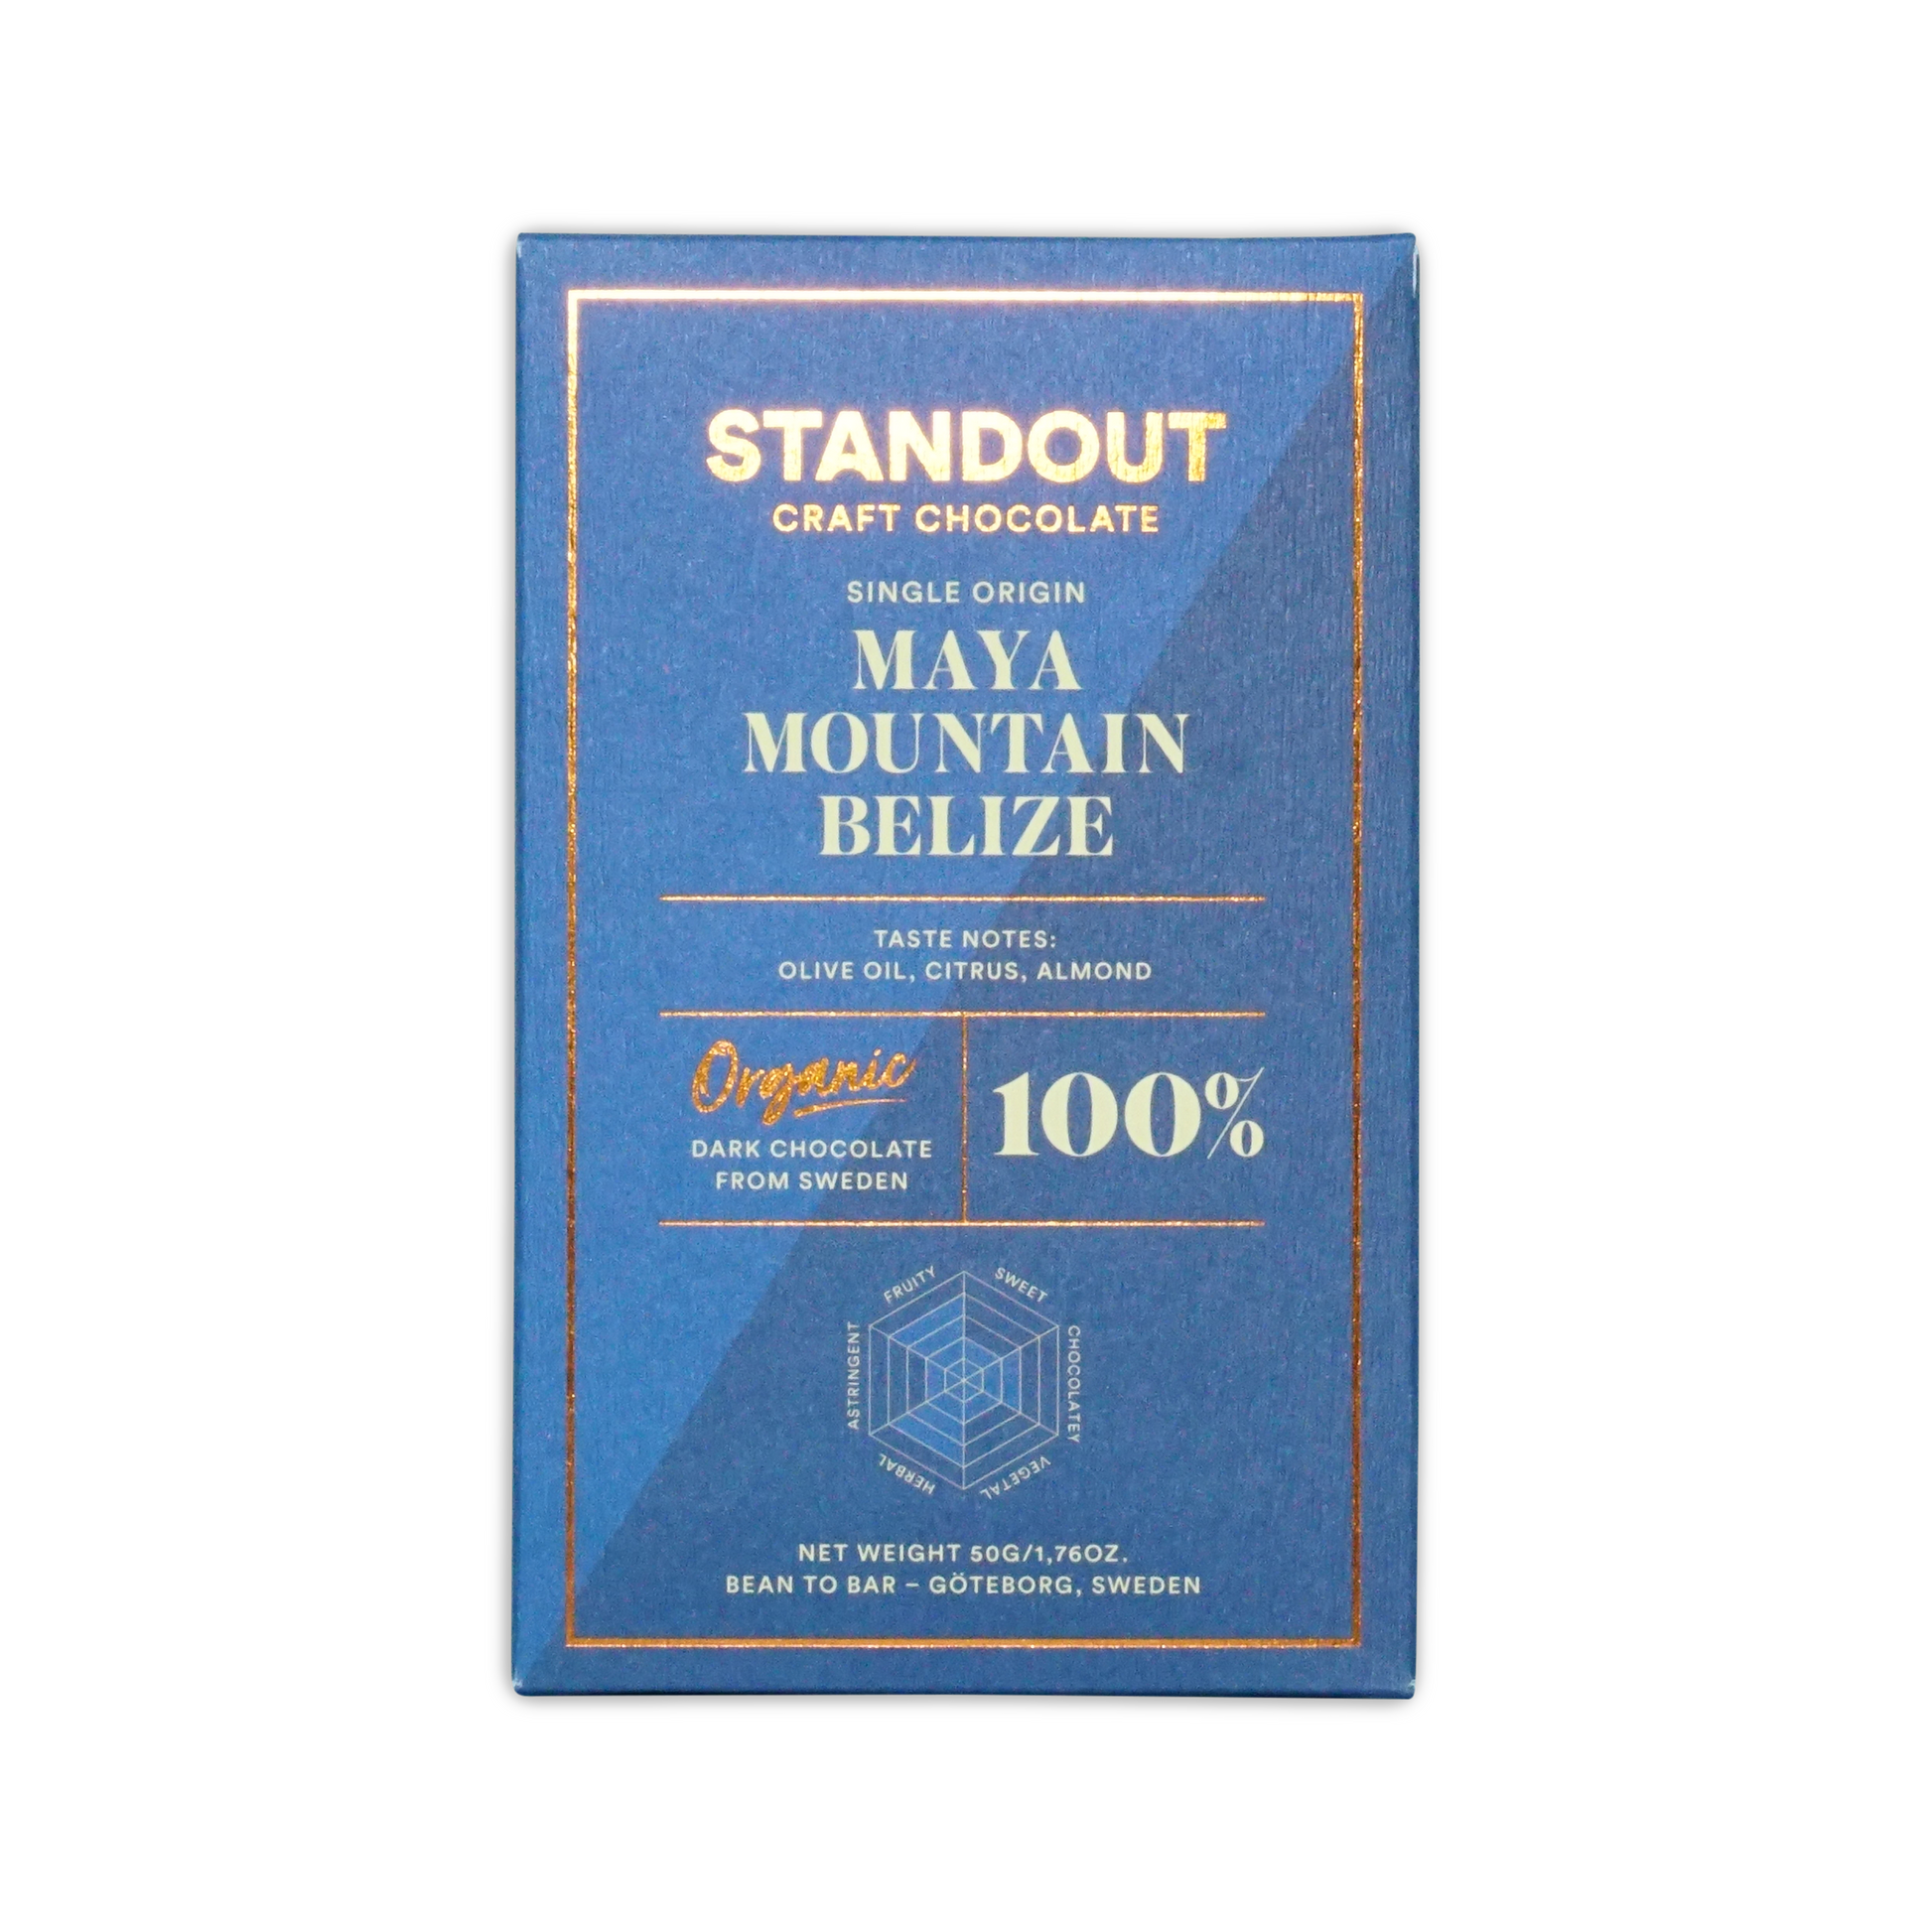 STANDOUT
CRAFT CHOCOLATE
SINGLE ORIGIN
MAYA
MOUNTAIN
BELIZE
TASTE NOTES:
OLIVE OIL, CITRUS, ALMOND
Organic
DARK CHOCOLATE
FROM SWEDEN
100%
FRUITY
SWEET
ASTRINGENT
CHOCOLATEY
HERBAL
VEGETAL
NET WEIGHT 50G/1,76OZ.
BEAN TO BAR – GÖTEBORG, SWEDEN